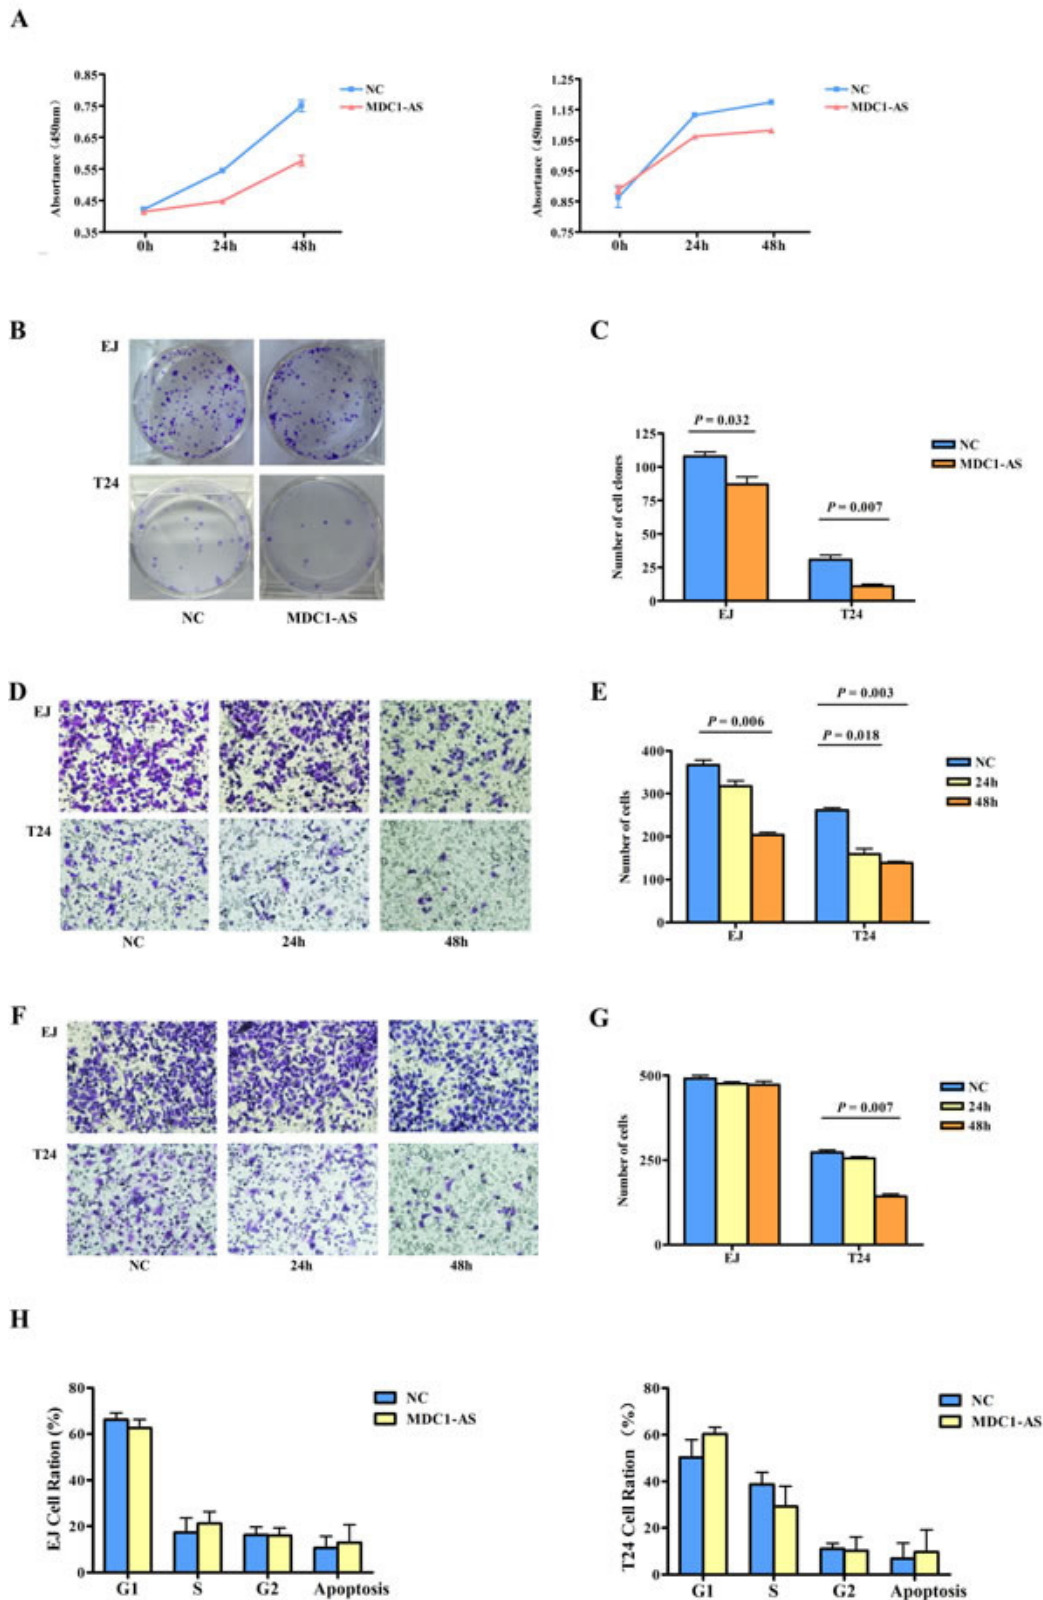 A
0.85
0.75
0.65
0.55
0.45
0.35
Absortance (450nm)
0h 24h 48h
NC
MDC1-AS
1.25
1.15
1.05
0.95
0.85
0.75
Absortance (450nm)
0h 24h 48h
NC
MDC1-AS
B
EJ
T24
NC MDC1-AS
C
P = 0.032
P = 0.007
125
100
75
50
25
0
Number of cell clones
EJ T24
NC
MDC1-AS
D
EJ
T24
NC 24h 48h
E
P = 0.003
P = 0.006
P = 0.018
400
300
200
100
0
Number of cells
EJ T24
NC
24h
48h
F
EJ
T24
NC 24h 48h
G
P = 0.007
500
250
0
Number of cells
EJ T24
NC
24h
48h
H
80
60
40
20
0
EJ Cell Ration (%)
G1 S G2 Apoptosis
NC
MDC1-AS
80
60
40
20
0
T24 Cell Ration (%)
G1 S G2 Apoptosis
NC
MDC1-AS